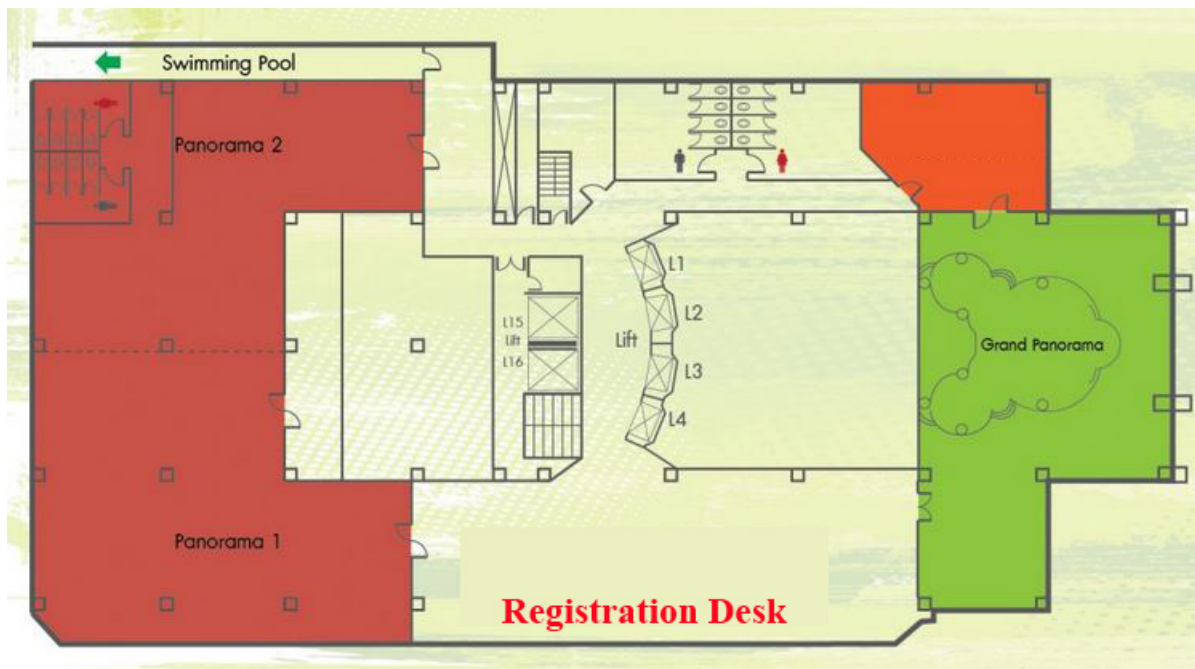 Swimming Pool
Panorama 2
L1
L15
L2
Lift
Lift
L16
Grand Panorama
L3
L4
Panorama 1
Registration Desk